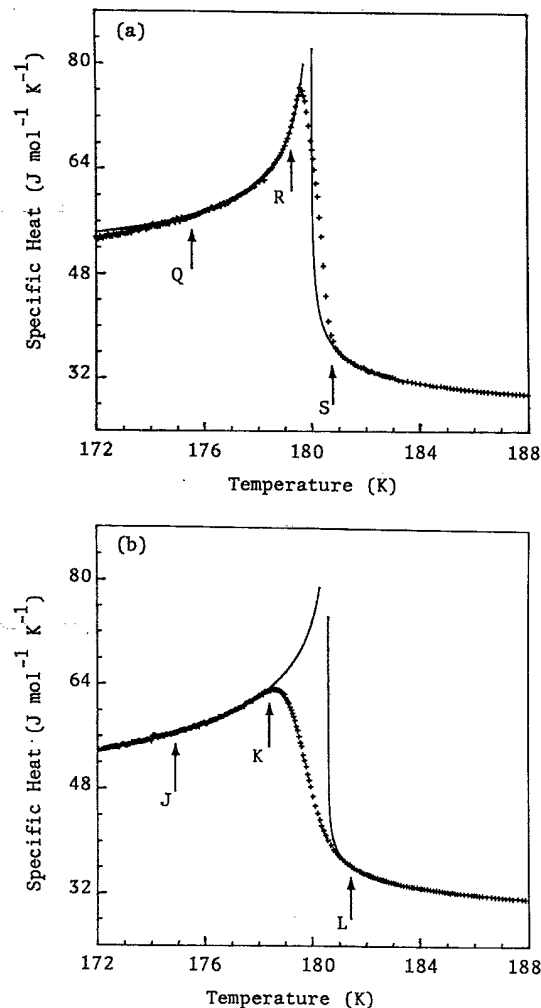 (a)
80
64
48
32
Specific Heat (J mol⁻¹ K⁻¹)
Q
R
S
172 176 180 184 188
Temperature (K)
(b)
80
64
48
32
Specific Heat (J mol⁻¹ K⁻¹)
J
K
L
172 176 180 184 188
Temperature (K)